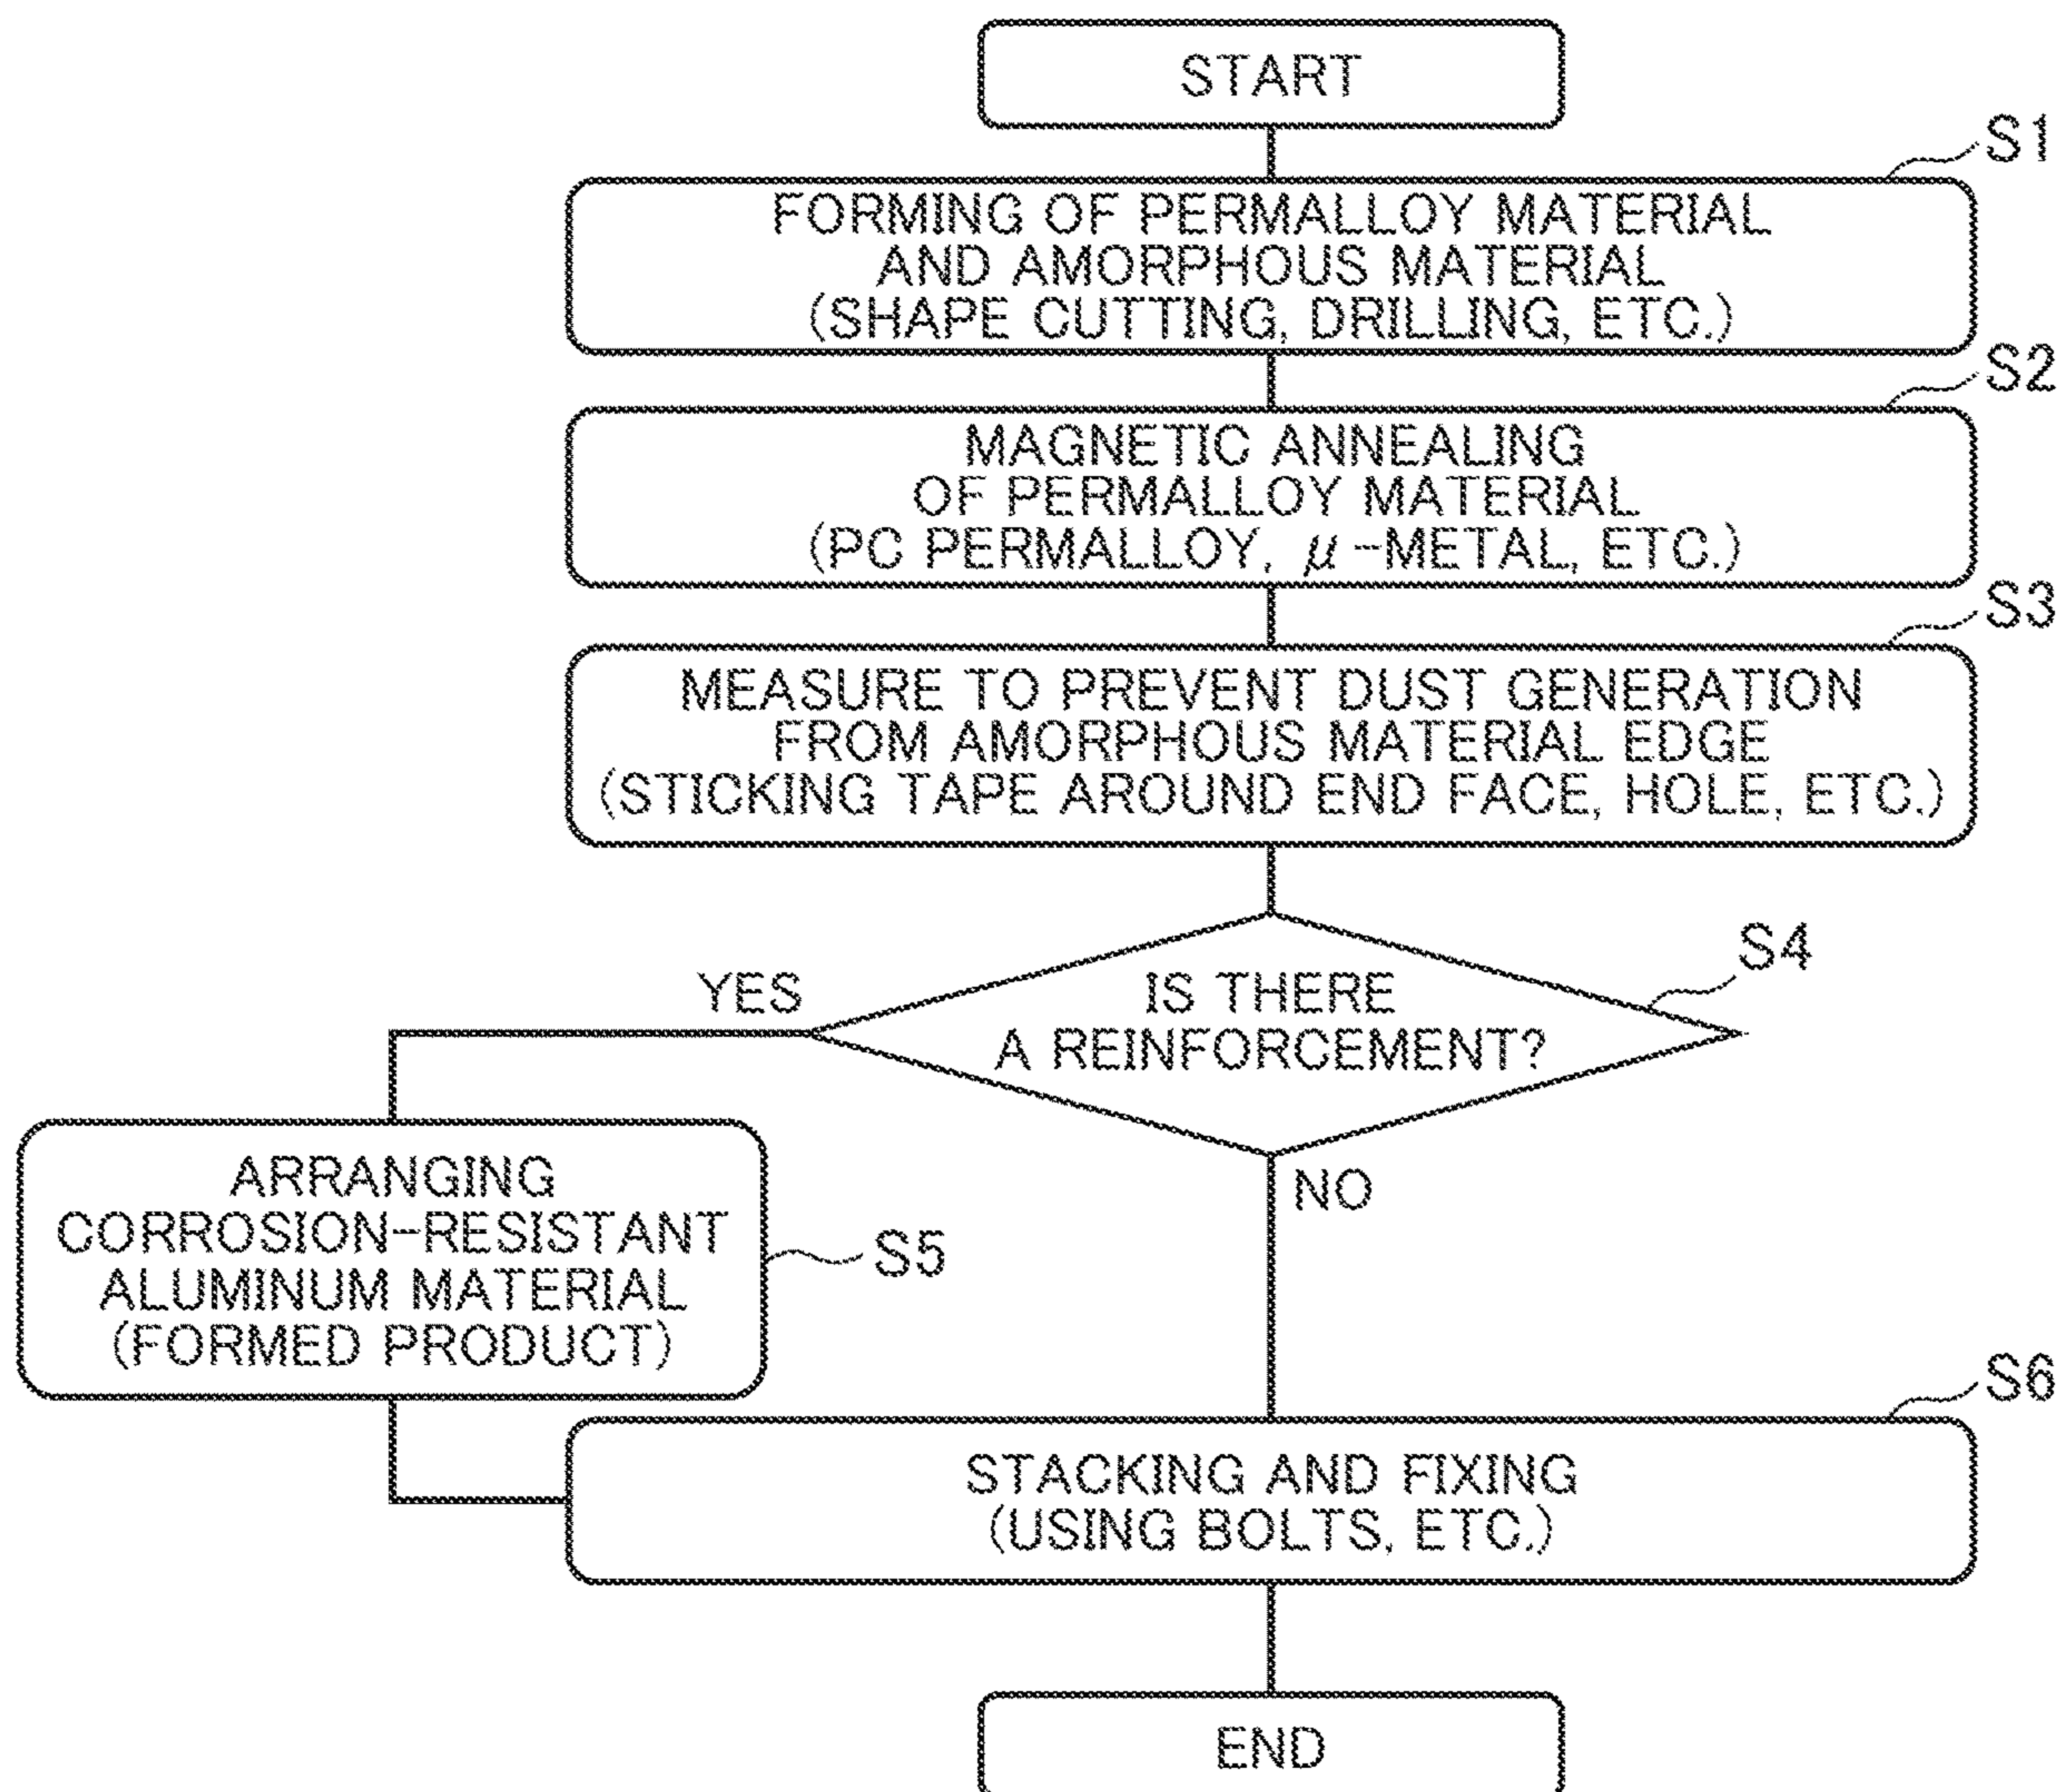 START
S1
FORMING OF PERMALLOY MATERIAL
AND AMORPHOUS MATERIAL
(SHAPE CUTTING, DRILLING, ETC.)
S2
MAGNETIC ANNEALING
OF PERMALLOY MATERIAL
(PC PERMALLOY, μ-METAL, ETC.)
S3
MEASURE TO PREVENT DUST GENERATION
FROM AMORPHOUS MATERIAL EDGE
(STICKING TAPE AROUND END FACE, HOLE, ETC.)
S4
IS THERE
A REINFORCEMENT?
YES
NO
ARRANGING
CORROSION-RESISTANT
ALUMINUM MATERIAL
(FORMED PRODUCT)
S5
S6
STACKING AND FIXING
(USING BOLTS, ETC.)
END